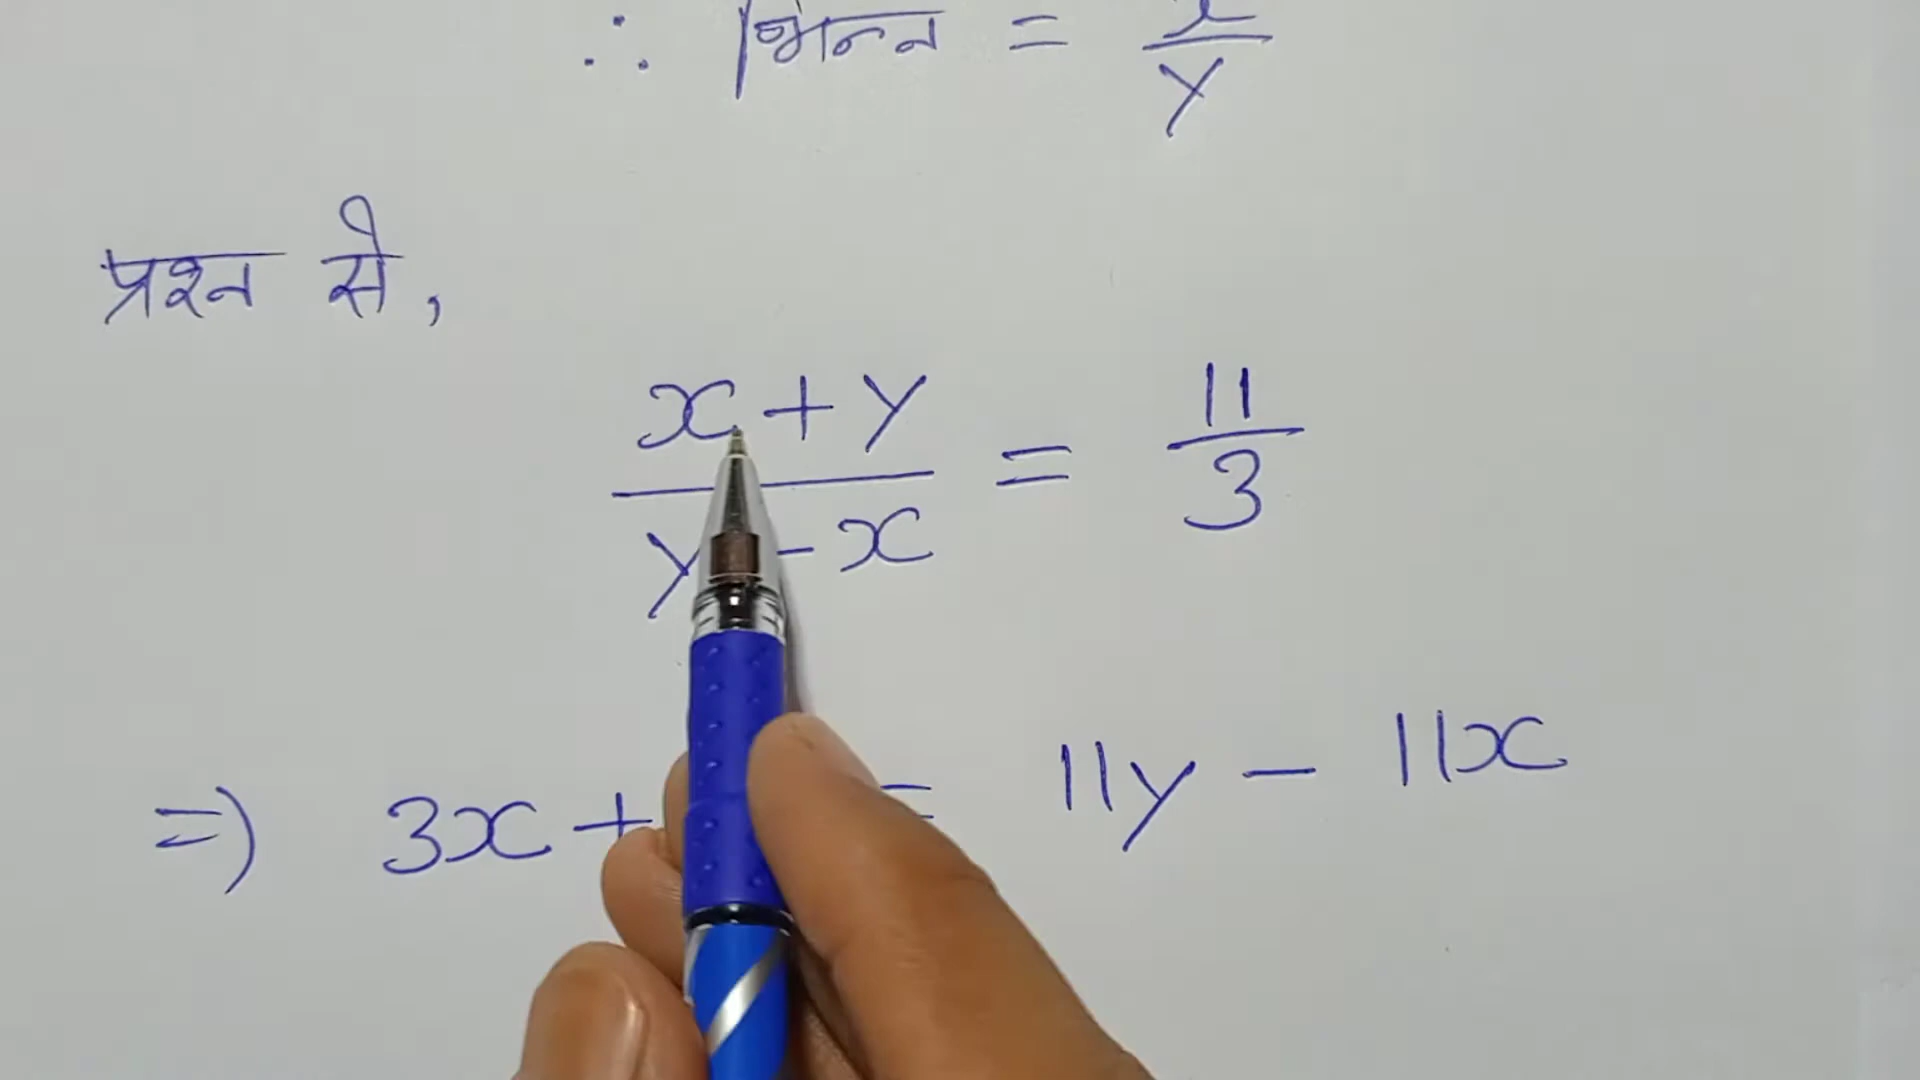 ∴ भिन्न = x/y
प्रश्न से,
x + y / y - x = 11/3
=> 3x + = 11y - 11x